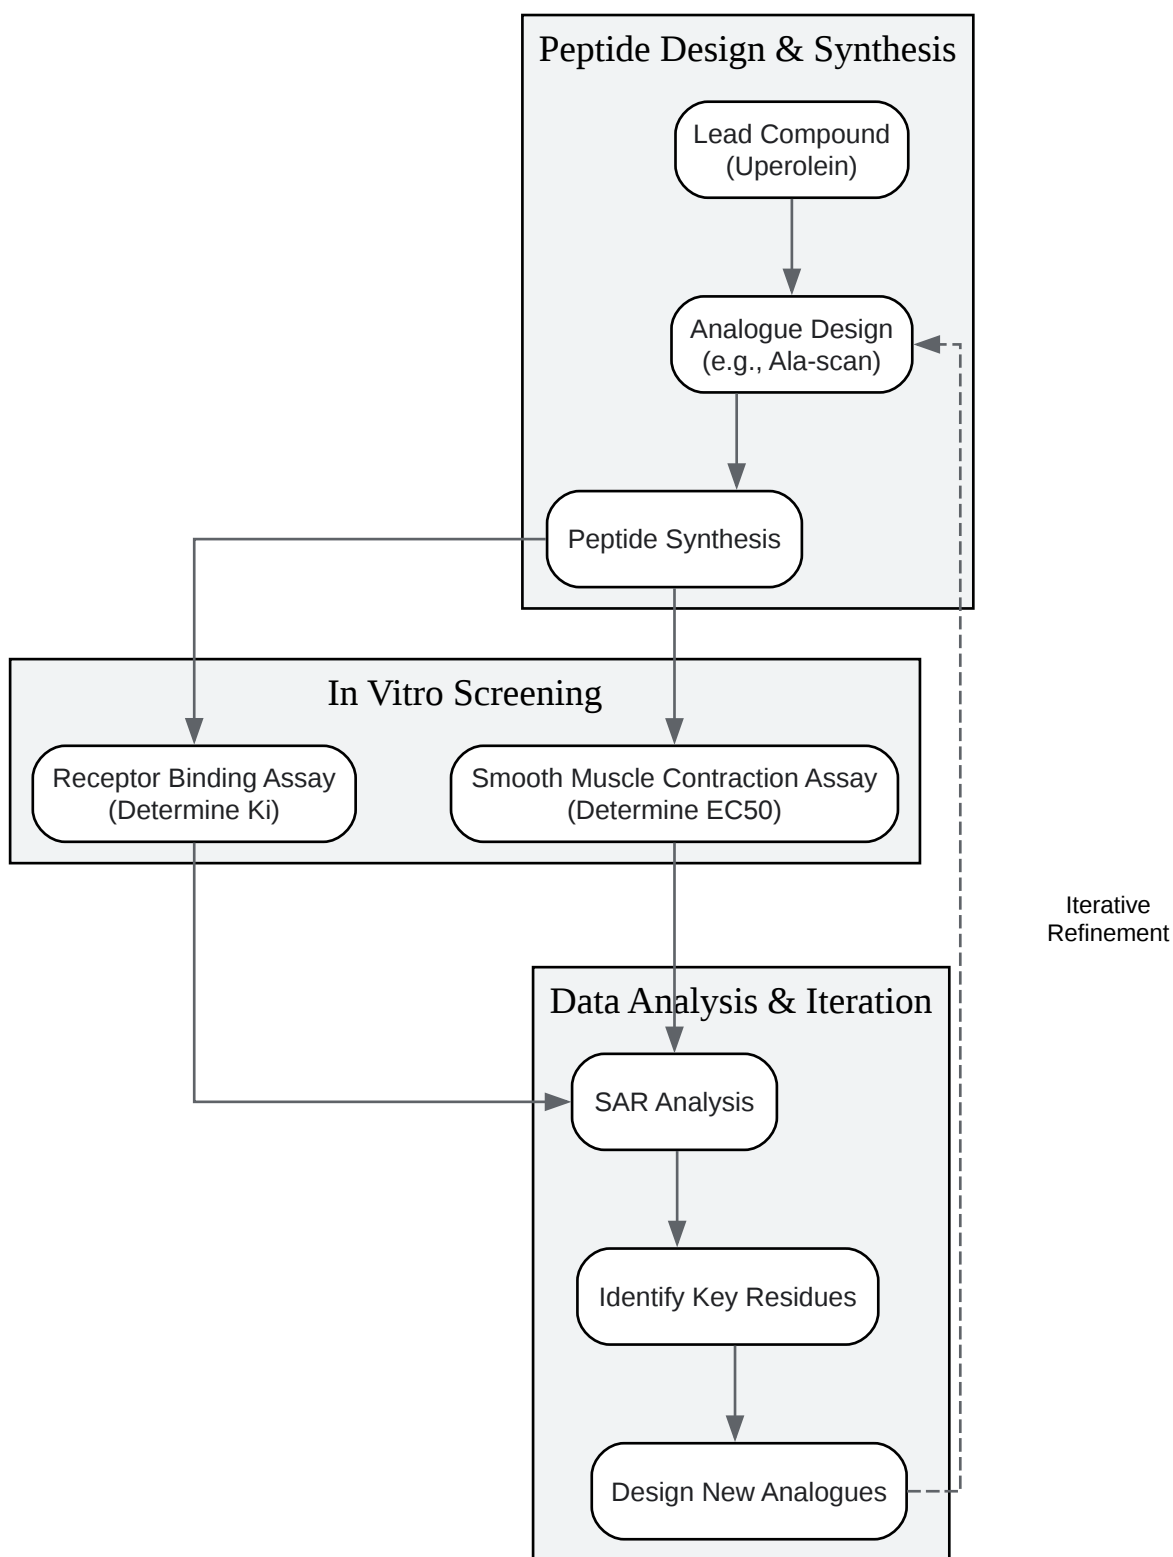 Peptide Design & Synthesis
Lead Compound
(Uperolein)
Analogue Design
(e.g., Ala-scan)
Peptide Synthesis
In Vitro Screening
Receptor Binding Assay
(Determine Ki)
Smooth Muscle Contraction Assay
(Determine EC50)
Iterative
Refinement
Data Analysis & Iteration
SAR Analysis
Identify Key Residues
Design New Analogues